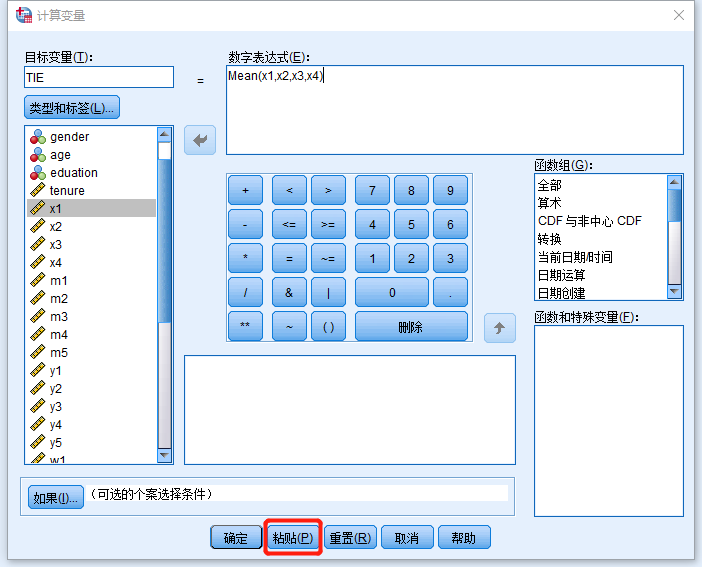 计算变量
目标变量(T):
TIE
=
数字表达式(E):
Mean(x1,x2,x3,x4)
类型和标签(L)...
gender
age
eduation
tenure
x1
x2
x3
x4
m1
m2
m3
m4
m5
y1
y2
y3
y4
y5
w1
+ < > 7 8 9
- <= >= 4 5 6
* = ~= 1 2 3
/ & | 0 .
** ~ ( ) 删除
函数组(G):
全部
算术
CDF 与非中心 CDF
转换
当前日期/时间
日期运算
日期创建
函数和特殊变量(F):
如果(I)...
（可选的个案选择条件）
确定 粘贴(P) 重置(R) 取消 帮助